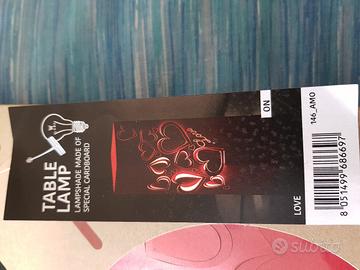 TABLE
LAMP
LAMPSHADE MADE OF
SPECIAL CARDBOARD
ON
LOVE
146_AMO
8 051499 686697
subito